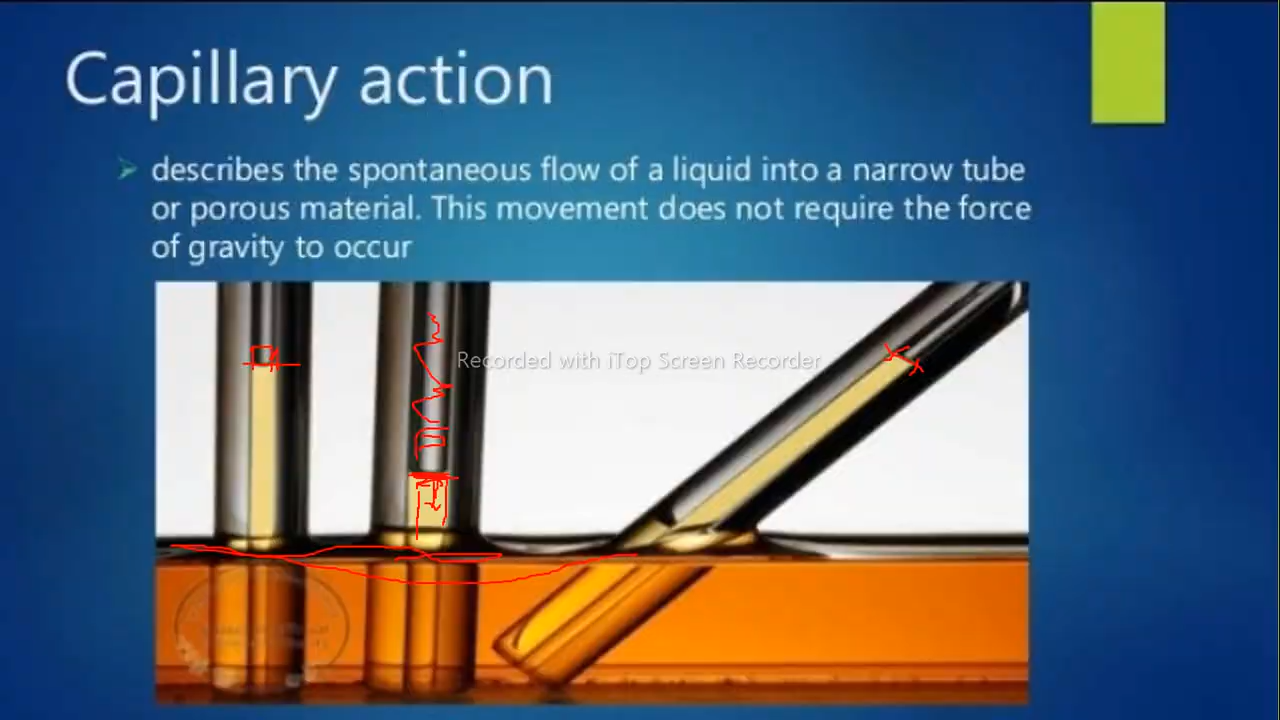 Capillary action
describes the spontaneous flow of a liquid into a narrow tube
or porous material. This movement does not require the force
of gravity to occur
Recorded with iTop Screen Recorder